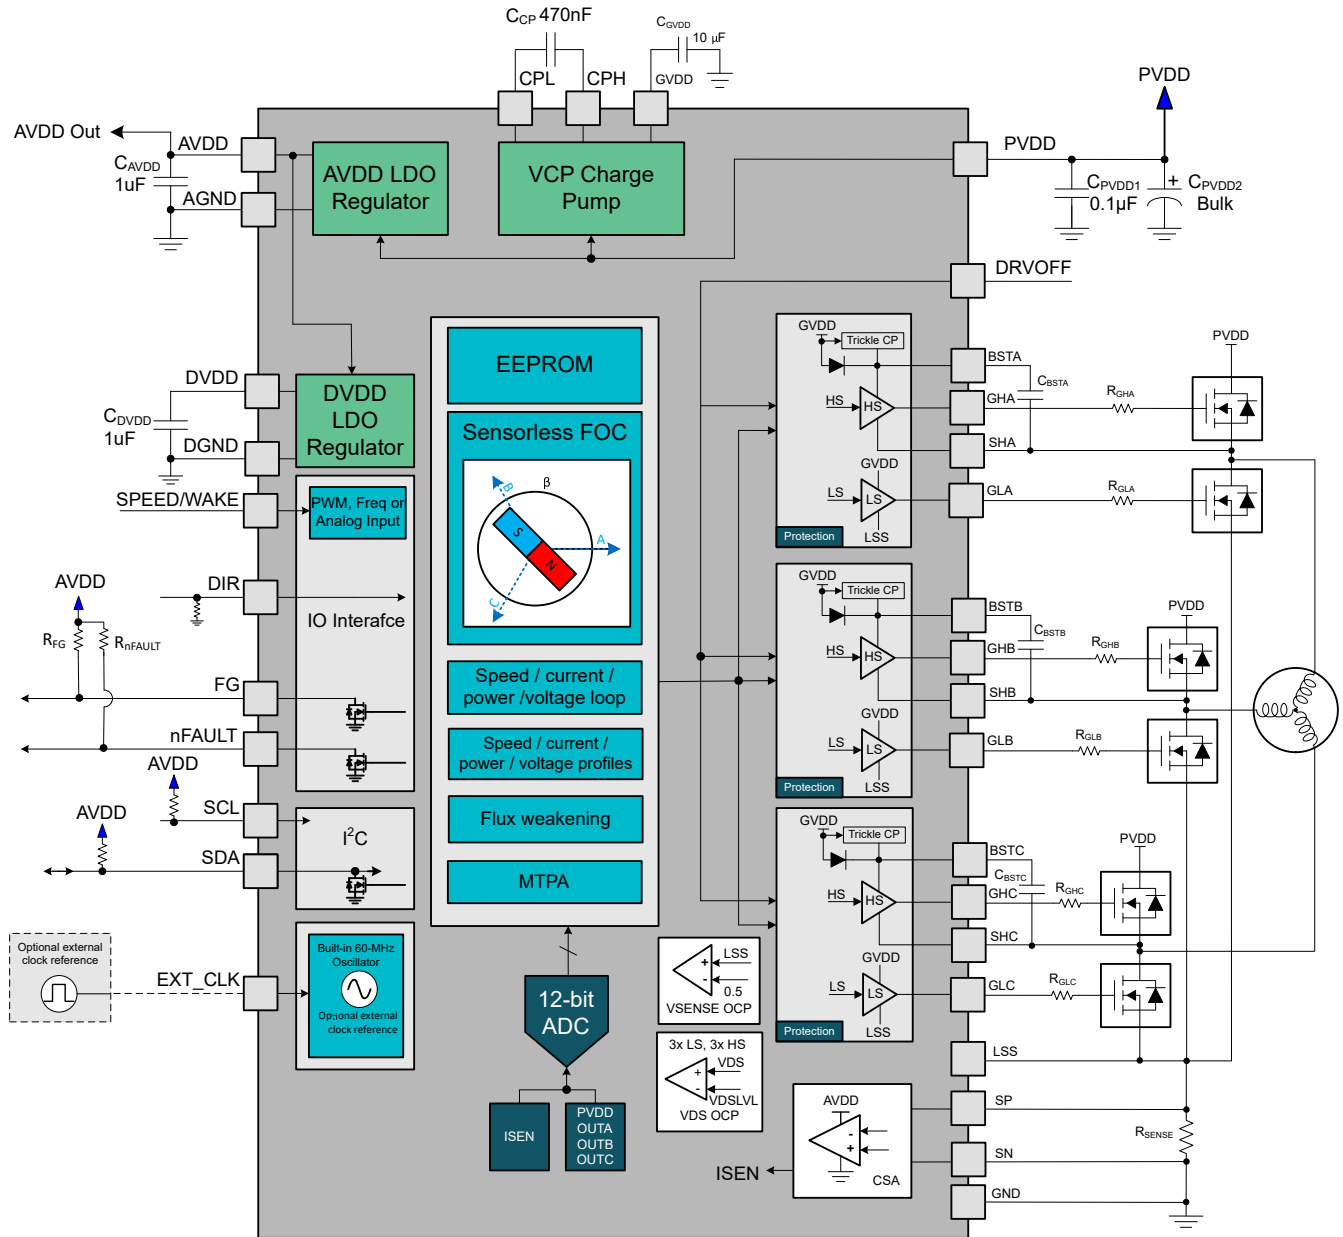 CCP 470nF
CGVDD
10 µF
CPL
CPH
GVDD
PVDD
AVDD Out
AVDD
CAVDD
1uF
AGND
AVDD LDO
Regulator
VCP Charge
Pump
PVDD
CPVDD1
0.1µF
CPVDD2
Bulk
DRVOFF
DVDD
CDVDD
1uF
DGND
DVDD
LDO
Regulator
SPEED/WAKE
PWM, Freq or
Analog Input
DIR
AVDD
RFG
RnFAULT
IO Interafce
FG
nFAULT
AVDD
SCL
AVDD
SDA
I2C
Optional external
clock reference
EXT_CLK
Built-in 60-MHz
Oscillator
Optional external
clock reference
EEPROM
Sensorless FOC
β
B
A
C
S
N
Speed / current /
power /voltage loop
Speed / current /
power / voltage profiles
Flux weakening
MTPA
12-bit
ADC
ISEN
PVDD
OUTA
OUTB
OUTC
GVDD
Trickle CP
HS
HS
GVDD
LS
LS
LSS
Protection
BSTA
CBSTA
GHA
SHA
GLA
RGHA
RGLA
PVDD
GVDD
Trickle CP
HS
HS
GVDD
LS
LS
LSS
Protection
BSTB
CBSTB
GHB
SHB
GLB
RGHB
RGLB
PVDD
GVDD
Trickle CP
HS
HS
GVDD
LS
LS
LSS
Protection
BSTC
CBSTC
GHC
SHC
GLC
RGHC
RGLC
PVDD
+
LSS
-
0.5
VSENSE OCP
3x LS, 3x HS
+
VDS
-
VDSLVL
VDS OCP
AVDD
-
+
CSA
ISEN
LSS
SP
SN
GND
RSENSE
+